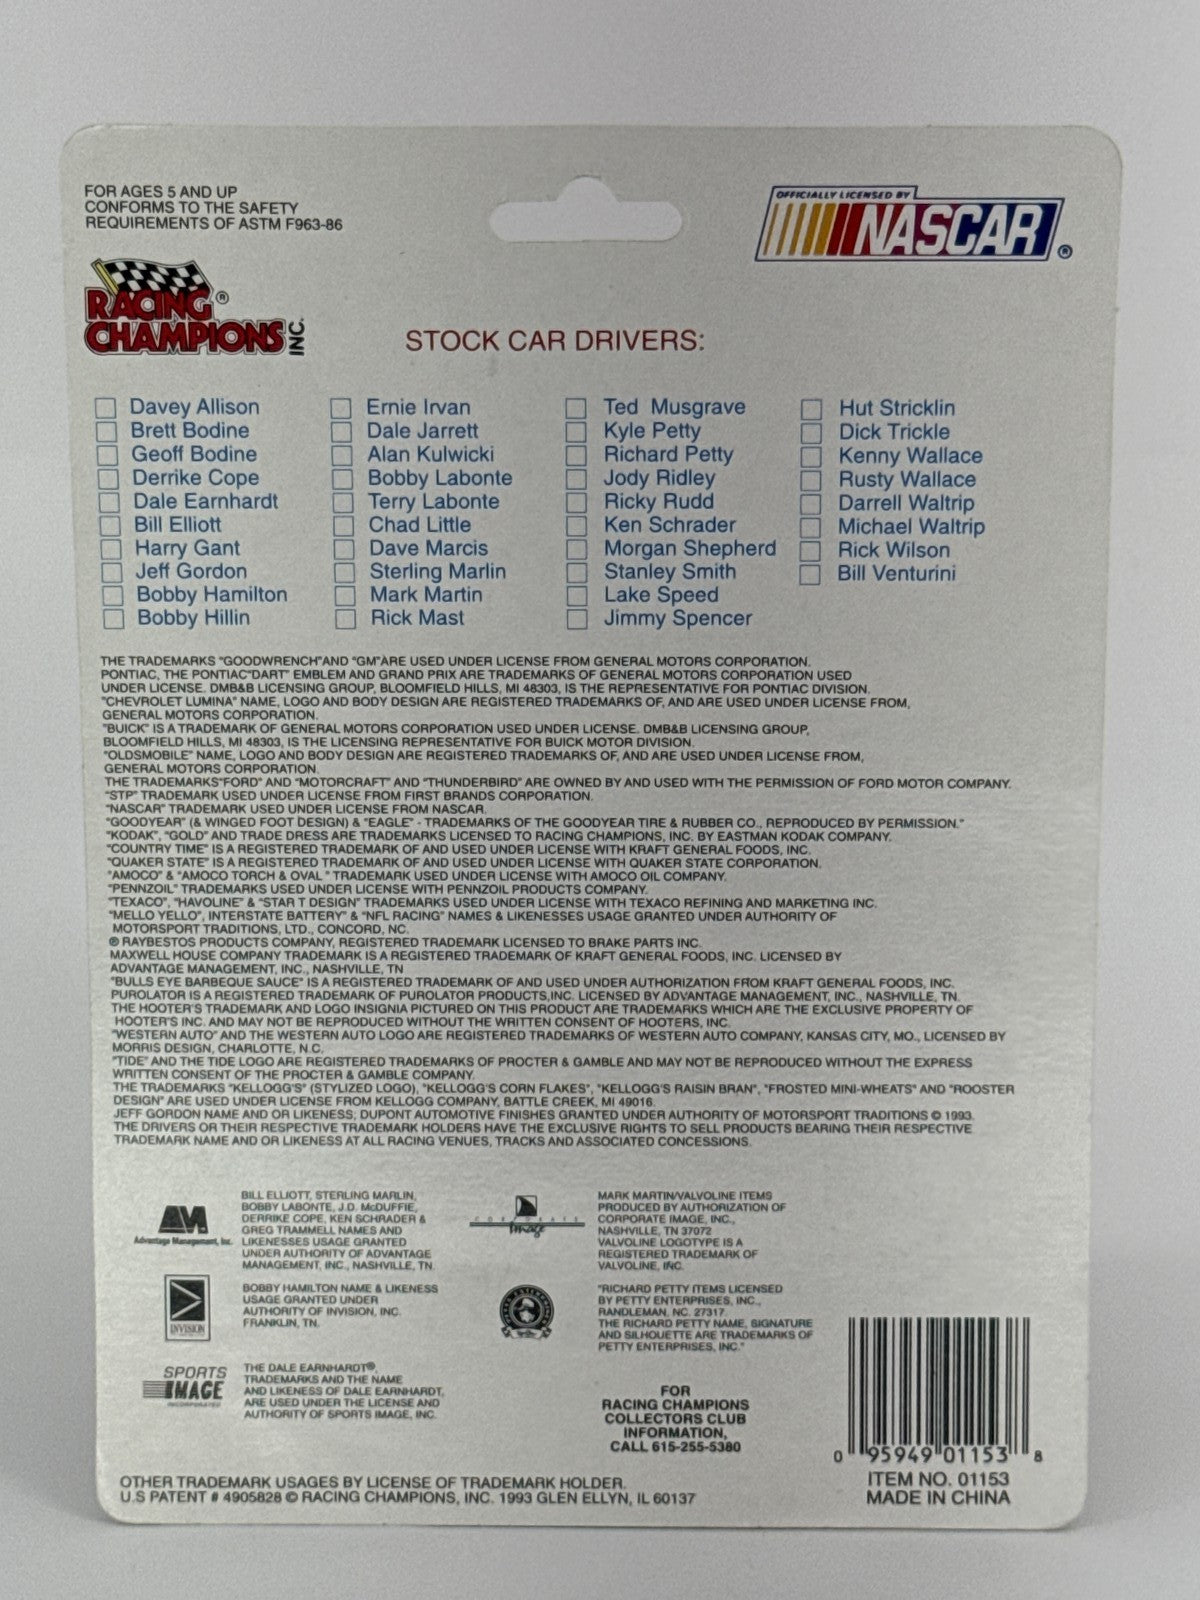 FOR AGES 5 AND UP
CONFORMS TO THE SAFETY
REQUIREMENTS OF ASTM F963-86
OFFICIALLY LICENSED BY
NASCAR ®
RACING ®
CHAMPIONS INC.
STOCK CAR DRIVERS:
Davey Allison
Brett Bodine
Geoff Bodine
Derrike Cope
Dale Earnhardt
Bill Elliott
Harry Gant
Jeff Gordon
Bobby Hamilton
Bobby Hillin
Ernie Irvan
Dale Jarrett
Alan Kulwicki
Bobby Labonte
Terry Labonte
Chad Little
Dave Marcis
Sterling Marlin
Mark Martin
Rick Mast
Ted Musgrave
Kyle Petty
Richard Petty
Jody Ridley
Ricky Rudd
Ken Schrader
Morgan Shepherd
Stanley Smith
Lake Speed
Jimmy Spencer
Hut Stricklin
Dick Trickle
Kenny Wallace
Rusty Wallace
Darrell Waltrip
Michael Waltrip
Rick Wilson
Bill Venturini
THE TRADEMARKS "GOODWRENCH"AND "GM"ARE USED UNDER LICENSE FROM GENERAL MOTORS CORPORATION.
PONTIAC, THE PONTIAC"DART" EMBLEM AND GRAND PRIX ARE TRADEMARKS OF GENERAL MOTORS CORPORATION USED
UNDER LICENSE. DMB&B LICENSING GROUP, BLOOMFIELD HILLS, MI 48303, IS THE REPRESENTATIVE FOR PONTIAC DIVISION.
"CHEVROLET LUMINA" NAME, LOGO AND BODY DESIGN ARE REGISTERED TRADEMARKS OF, AND ARE USED UNDER LICENSE FROM,
GENERAL MOTORS CORPORATION.
"BUICK" IS A TRADEMARK OF GENERAL MOTORS CORPORATION USED UNDER LICENSE. DMB&B LICENSING GROUP,
BLOOMFIELD HILLS, MI 48303, IS THE LICENSING REPRESENTATIVE FOR BUICK MOTOR DIVISION.
"OLDSMOBILE" NAME, LOGO AND BODY DESIGN ARE REGISTERED TRADEMARKS OF, AND ARE USED UNDER LICENSE FROM,
GENERAL MOTORS CORPORATION.
THE TRADEMARKS"FORD" AND "MOTORCRAFT" AND "THUNDERBIRD" ARE OWNED BY AND USED WITH THE PERMISSION OF FORD MOTOR COMPANY.
"STP" TRADEMARK USED UNDER LICENSE FROM FIRST BRANDS CORPORATION.
"NASCAR" TRADEMARK USED UNDER LICENSE FROM NASCAR.
"GOODYEAR" (& WINGED FOOT DESIGN) & "EAGLE" - TRADEMARKS OF THE GOODYEAR TIRE & RUBBER CO., REPRODUCED BY PERMISSION."
"KODAK", "GOLD" AND TRADE DRESS ARE TRADEMARKS LICENSED TO RACING CHAMPIONS, INC. BY EASTMAN KODAK COMPANY.
"COUNTRY TIME" IS A REGISTERED TRADEMARK OF AND USED UNDER LICENSE WITH KRAFT GENERAL FOODS, INC.
"QUAKER STATE" IS A REGISTERED TRADEMARK OF AND USED UNDER LICENSE WITH QUAKER STATE CORPORATION.
"AMOCO" & "AMOCO TORCH & OVAL " TRADEMARK USED UNDER LICENSE WITH AMOCO OIL COMPANY.
"PENNZOIL" TRADEMARKS USED UNDER LICENSE WITH PENNZOIL PRODUCTS COMPANY.
"TEXACO", "HAVOLINE" & "STAR T DESIGN" TRADEMARKS USED UNDER LICENSE WITH TEXACO REFINING AND MARKETING INC.
"MELLO YELLO", INTERSTATE BATTERY" & "NFL RACING" NAMES & LIKENESSES USAGE GRANTED UNDER AUTHORITY OF
MOTORSPORT TRADITIONS, LTD., CONCORD, NC.
® RAYBESTOS PRODUCTS COMPANY, REGISTERED TRADEMARK LICENSED TO BRAKE PARTS INC.
MAXWELL HOUSE COMPANY TRADEMARK IS A REGISTERED TRADEMARK OF KRAFT GENERAL FOODS, INC. LICENSED BY
ADVANTAGE MANAGEMENT, INC., NASHVILLE, TN
"BULLS EYE BARBEQUE SAUCE" IS A REGISTERED TRADEMARK OF AND USED UNDER AUTHORIZATION FROM KRAFT GENERAL FOODS, INC.
PUROLATOR IS A REGISTERED TRADEMARK OF PUROLATOR PRODUCTS,INC. LICENSED BY ADVANTAGE MANAGEMENT, INC., NASHVILLE, TN.
THE HOOTER'S TRADEMARK AND LOGO INSIGNIA PICTURED ON THIS PRODUCT ARE TRADEMARKS WHICH ARE THE EXCLUSIVE PROPERTY OF
HOOTER'S INC. AND MAY NOT BE REPRODUCED WITHOUT THE WRITTEN CONSENT OF HOOTERS, INC.
"WESTERN AUTO" AND THE WESTERN AUTO LOGO ARE REGISTERED TRADEMARKS OF WESTERN AUTO COMPANY, KANSAS CITY, MO., LICENSED BY
MORRIS DESIGN, CHARLOTTE, N.C.
"TIDE" AND THE TIDE LOGO ARE REGISTERED TRADEMARKS OF PROCTER & GAMBLE AND MAY NOT BE REPRODUCED WITHOUT THE EXPRESS
WRITTEN CONSENT OF THE PROCTER & GAMBLE COMPANY.
THE TRADEMARKS "KELLOGG'S" (STYLIZED LOGO), "KELLOGG'S CORN FLAKES", "KELLOGG'S RAISIN BRAN", "FROSTED MINI-WHEATS" AND "ROOSTER
DESIGN" ARE USED UNDER LICENSE FROM KELLOGG COMPANY, BATTLE CREEK, MI 49016.
JEFF GORDON NAME AND OR LIKENESS, DUPONT AUTOMOTIVE FINISHES GRANTED UNDER AUTHORITY OF MOTORSPORT TRADITIONS © 1993.
THE DRIVERS OR THEIR RESPECTIVE TRADEMARK HOLDERS HAVE THE EXCLUSIVE RIGHTS TO SELL PRODUCTS BEARING THEIR RESPECTIVE
TRADEMARK NAME AND OR LIKENESS AT ALL RACING VENUES, TRACKS AND ASSOCIATED CONCESSIONS.
AM
Advantage Management, Inc.
BILL ELLIOTT, STERLING MARLIN,
BOBBY LABONTE, J.D. McDUFFIE,
DERRIKE COPE, KEN SCHRADER &
GREG TRAMMELL NAMES AND
LIKENESSES USAGE GRANTED
UNDER AUTHORITY OF ADVANTAGE
MANAGEMENT, INC., NASHVILLE, TN.
CORPORATE
Image
MARK MARTIN/VALVOLINE ITEMS
PRODUCED BY AUTHORIZATION OF
CORPORATE IMAGE, INC.,
NASHVILLE, TN 37072
VALVOLINE LOGOTYPE IS A
REGISTERED TRADEMARK OF
VALVOLINE, INC.
INVISION
BOBBY HAMILTON NAME & LIKENESS
USAGE GRANTED UNDER
AUTHORITY OF INVISION, INC.
FRANKLIN, TN.
"RICHARD PETTY ITEMS LICENSED
BY PETTY ENTERPRISES, INC.,
RANDLEMAN, NC. 27317.
THE RICHARD PETTY NAME, SIGNATURE
AND SILHOUETTE ARE TRADEMARKS OF
PETTY ENTERPRISES, INC."
SPORTS
IMAGE
INCORPORATED
THE DALE EARNHARDT®,
TRADEMARKS AND THE NAME
AND LIKENESS OF DALE EARNHARDT,
ARE USED UNDER THE LICENSE AND
AUTHORITY OF SPORTS IMAGE, INC.
FOR
RACING CHAMPIONS
COLLECTORS CLUB
INFORMATION,
CALL 615-255-5380
0 95949 01153 8
ITEM NO. 01153
MADE IN CHINA
OTHER TRADEMARK USAGES BY LICENSE OF TRADEMARK HOLDER.
U.S PATENT # 4905828 © RACING CHAMPIONS, INC. 1993 GLEN ELLYN, IL 60137